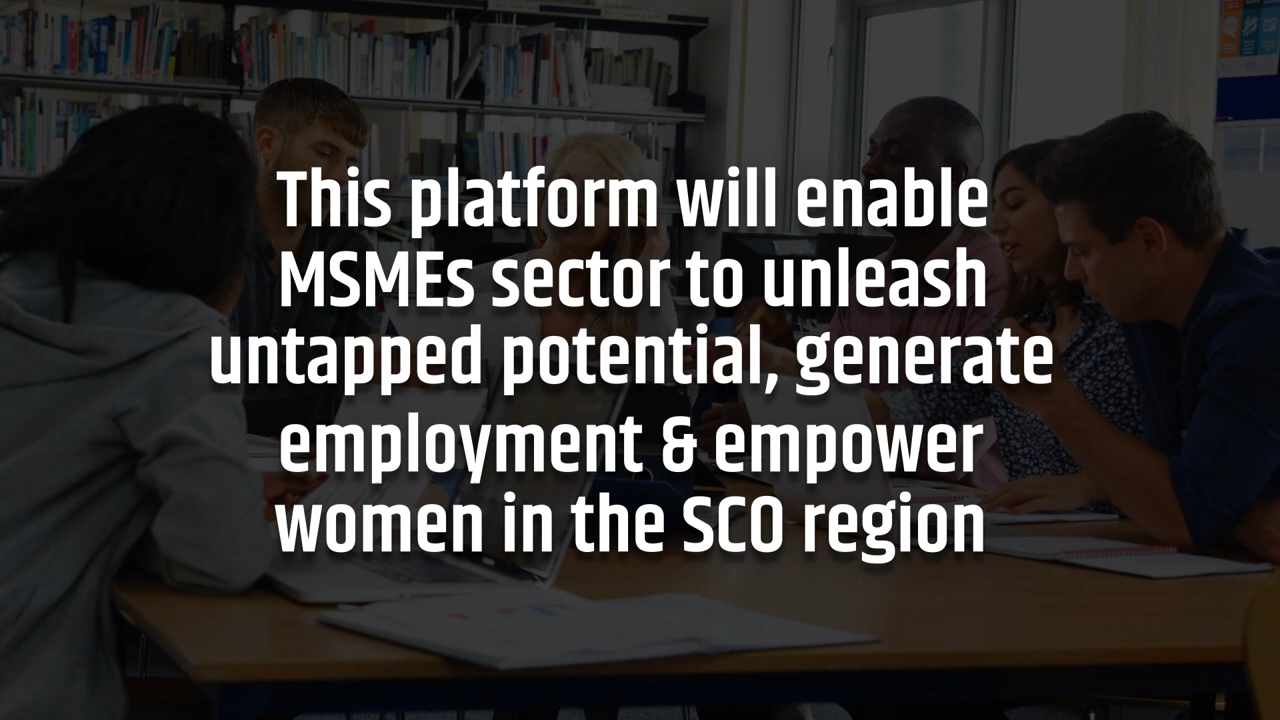 This platform will enable
MSMEs sector to unleash
untapped potential, generate
employment & empower
women in the SCO region